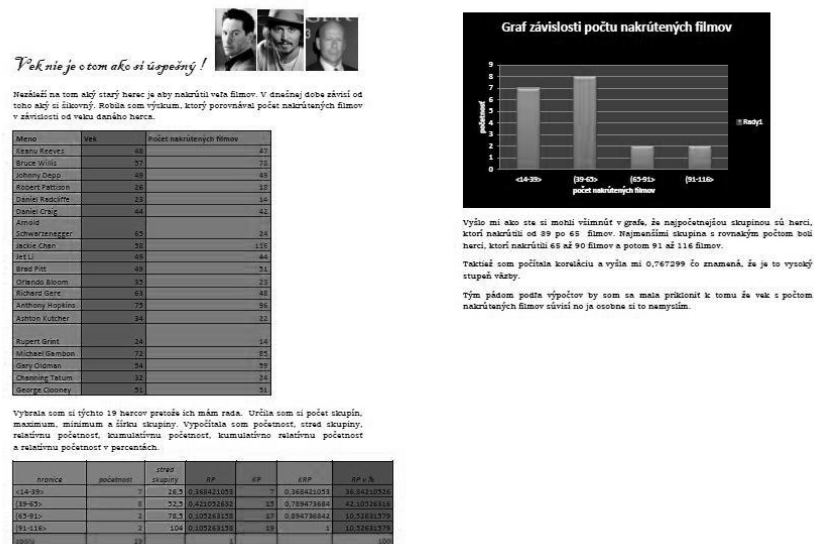 Vek nie je o tom ako si úspešný !
Nezáleží na tom aký starý herec je aby nakrútil veľa filmov. V dnešnej dobe závisí od
toho aký si šikovný. Robila som výskum, ktorý porovnával počet nakrútených filmov
v závislosti od veku daného herca.
Meno Vek Počet nakrútených filmov
Keanu Reeves 48 47
Bruce Willis 57 78
Johnny Depp 49 49
Robert Pattison 26 18
Daniel Radcliffe 23 14
Daniel Craig 44 42
Arnold
Schwarzenegger 65 24
Jackie Chan 58 116
Jet Li 49 44
Brad Pitt 49 51
Orlando Bloom 35 23
Richard Gere 63 48
Anthony Hopkins 75 96
Ashton Kutcher 34 22
Rupert Grint 24 14
Michael Gambon 72 85
Gary Oldman 54 59
Channing Tatum 32 24
George Clooney 51 51
Vybrala som si týchto 19 hercov pretože ich mám rada. Určila som si počet skupín,
maximum, minimum a šírku skupiny. Vypočítala som početnosť, stred skupiny,
relatívnu početnosť, kumulatívnu početnosť, kumulatívno relatívnu početnosť
a relatívnu početnosť v percentách.
hranice početnosť stred skupiny RP KP KRP RP v %
<14-39> 7 26,5 0,368421053 7 0,368421053 36,84210526
(39-65> 8 52,5 0,421052632 15 0,789473684 42,10526316
(65-91> 2 78,5 0,105263158 17 0,894736842 10,52631579
(91-116> 2 104 0,105263158 19 1 10,52631579
19 1 100
Graf závislosti počtu nakrútených filmov
9
8
7
6
5
4
3
2
1
0
početnosť
<14-39> (39-65> (65-91> (91-116>
počet nakrútených filmov
Rady1
Vyšlo mi ako ste si mohli všimnúť v grafe, že najpočetnejšou skupinou sú herci,
ktorí nakrútili od 39 po 65 filmov. Najmenšími skupina s rovnakým počtom boli
herci, ktorí nakrútili 65 až 90 filmov a potom 91 až 116 filmov.
Taktiež som počítala koreláciu a vyšla mi 0,767299 čo znamená, že je to vysoký
stupeň väzby.
Tým pádom podľa výpočtov by som sa mala prikloniť k tomu že vek s počtom
nakrútených filmov súvisí no ja osobne si to nemyslím.